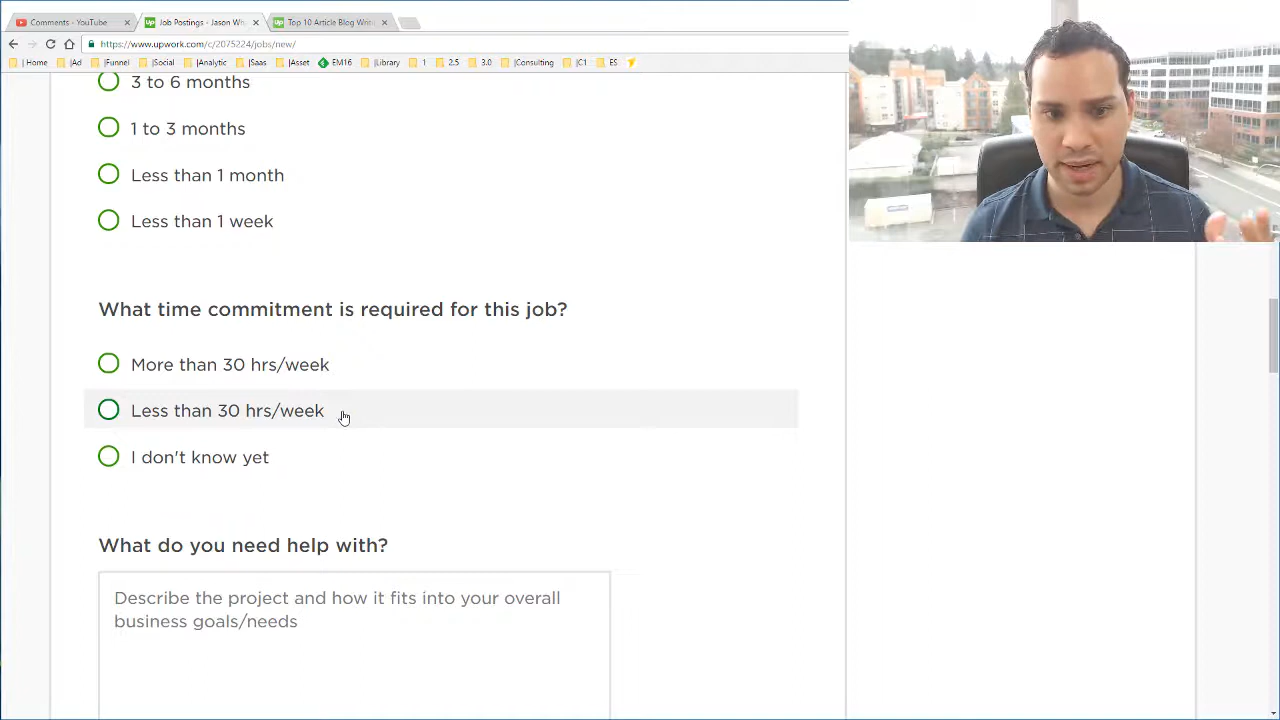 Comments - YouTube
Job Postings - Jason Wh
Top 10 Article Blog Writ
https://www.upwork.com/c/2075224/jobs/new/
| Home |Ad |Funnel |Social |Analytic |Saas |Asset EM16 |Library 1 2.5 3.0 |Consulting |C1 ES
3 to 6 months
1 to 3 months
Less than 1 month
Less than 1 week
What time commitment is required for this job?
More than 30 hrs/week
Less than 30 hrs/week
I don't know yet
What do you need help with?
Describe the project and how it fits into your overall
business goals/needs